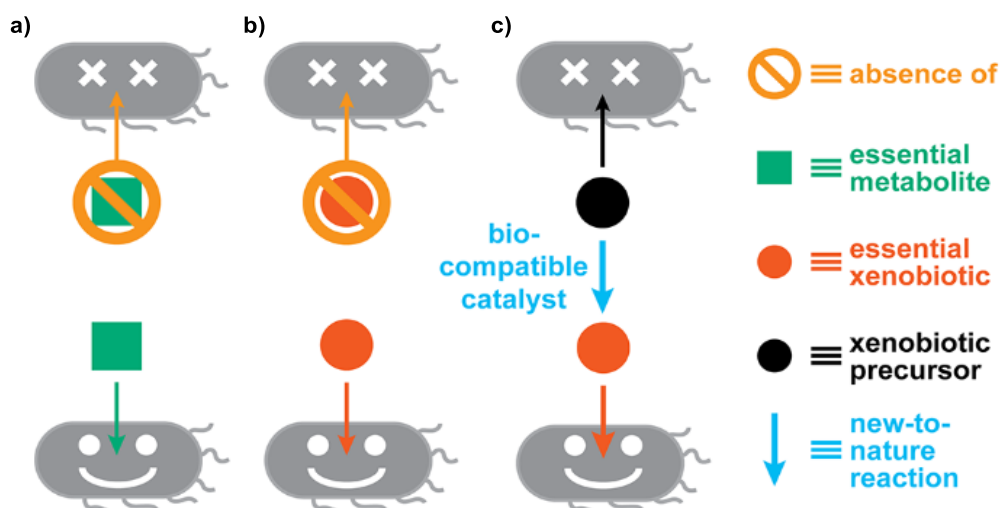 a)
b)
c)
bio-
compatible
catalyst
≡ absence of
≡ essential
metabolite
≡ essential
xenobiotic
≡ xenobiotic
precursor
≡ new-to-
nature
reaction